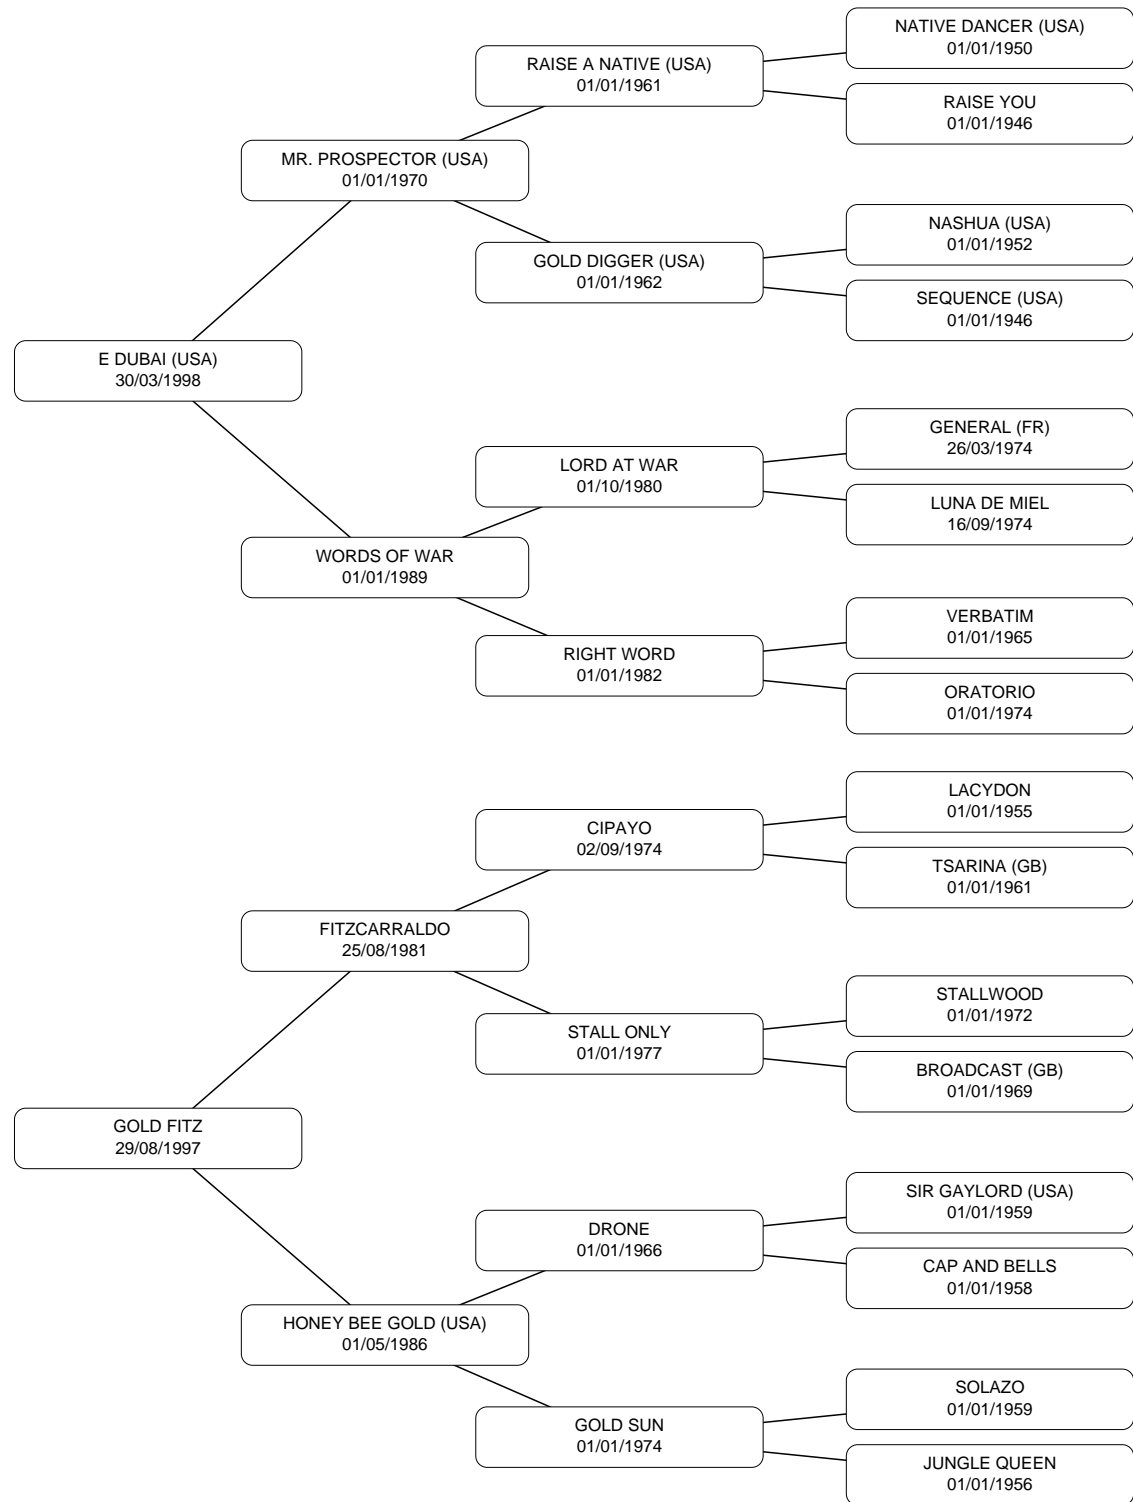 NATIVE DANCER (USA)
01/01/1950
RAISE A NATIVE (USA)
01/01/1961
RAISE YOU
01/01/1946
MR. PROSPECTOR (USA)
01/01/1970
NASHUA (USA)
01/01/1952
GOLD DIGGER (USA)
01/01/1962
SEQUENCE (USA)
01/01/1946
E DUBAI (USA)
30/03/1998
GENERAL (FR)
26/03/1974
LORD AT WAR
01/10/1980
LUNA DE MIEL
16/09/1974
WORDS OF WAR
01/01/1989
VERBATIM
01/01/1965
RIGHT WORD
01/01/1982
ORATORIO
01/01/1974
LACYDON
01/01/1955
CIPAYO
02/09/1974
TSARINA (GB)
01/01/1961
FITZCARRALDO
25/08/1981
STALLWOOD
01/01/1972
STALL ONLY
01/01/1977
BROADCAST (GB)
01/01/1969
GOLD FITZ
29/08/1997
SIR GAYLORD (USA)
01/01/1959
DRONE
01/01/1966
CAP AND BELLS
01/01/1958
HONEY BEE GOLD (USA)
01/05/1986
SOLAZO
01/01/1959
GOLD SUN
01/01/1974
JUNGLE QUEEN
01/01/1956